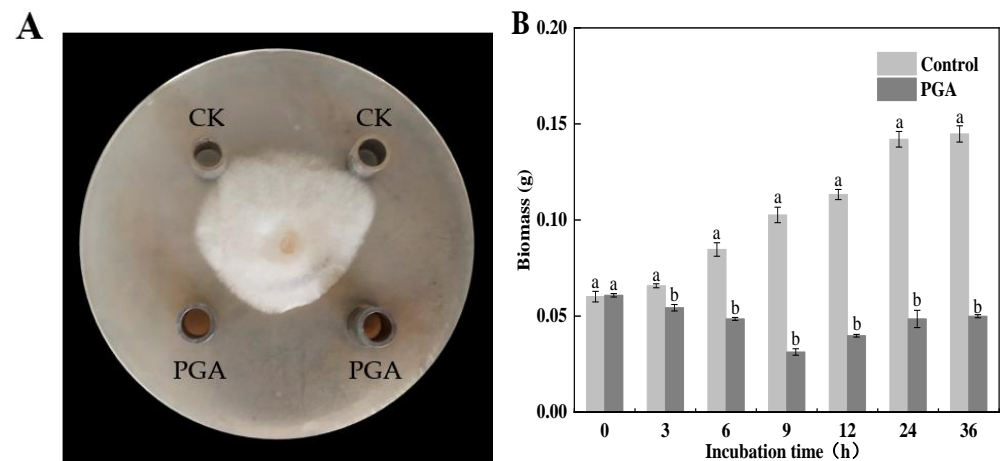 A
CK CK
PGA PGA
B
0.20
0.15
0.10
0.05
0.00
Biomass (g)
Control
PGA
a a a b a b a b a b a b a b
0 3 6 9 12 24 36
Incubation time（h）